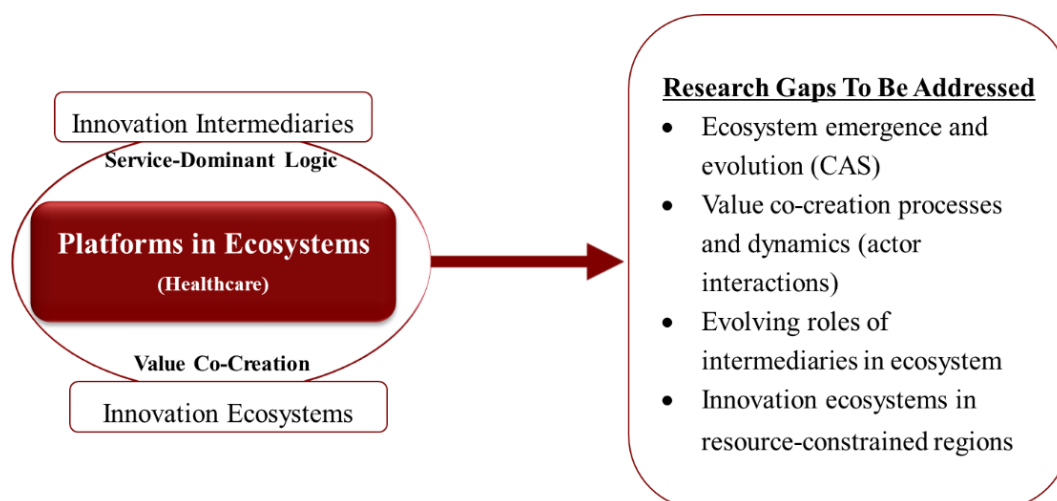 Innovation Intermediaries
Service-Dominant Logic
Platforms in Ecosystems
(Healthcare)
Value Co-Creation
Innovation Ecosystems
Research Gaps To Be Addressed
• Ecosystem emergence and
evolution (CAS)
• Value co-creation processes
and dynamics (actor
interactions)
• Evolving roles of
intermediaries in ecosystem
• Innovation ecosystems in
resource-constrained regions